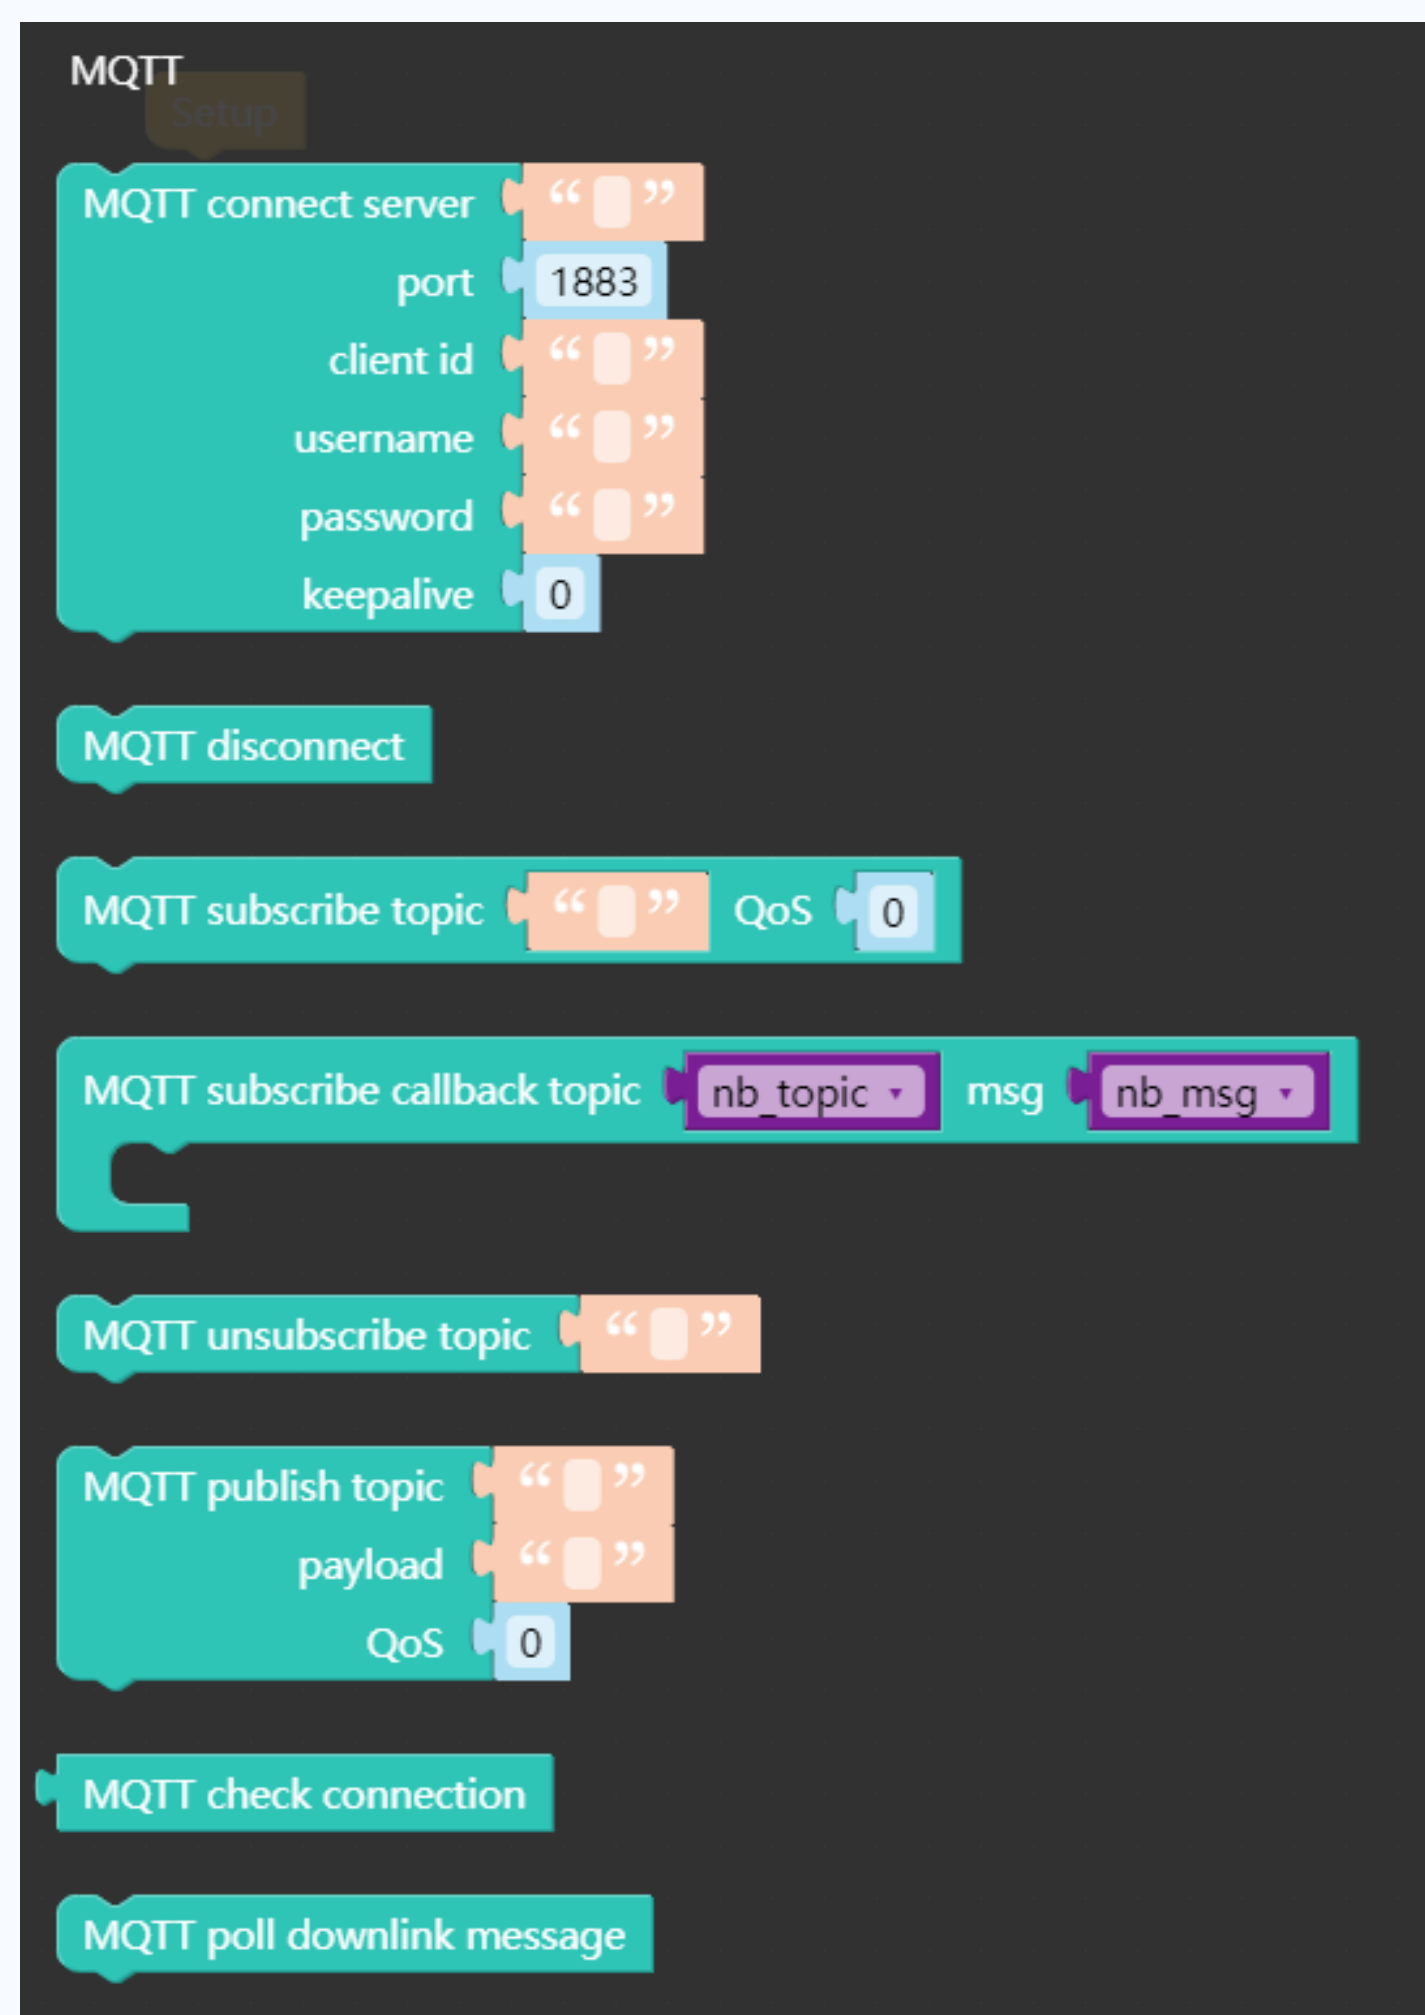 MQTT
Setup
MQTT connect server “ ”
port 1883
client id “ ”
username “ ”
password “ ”
keepalive 0
MQTT disconnect
MQTT subscribe topic “ ” QoS 0
MQTT subscribe callback topic nb_topic msg nb_msg
MQTT unsubscribe topic “ ”
MQTT publish topic “ ”
payload “ ”
QoS 0
MQTT check connection
MQTT poll downlink message